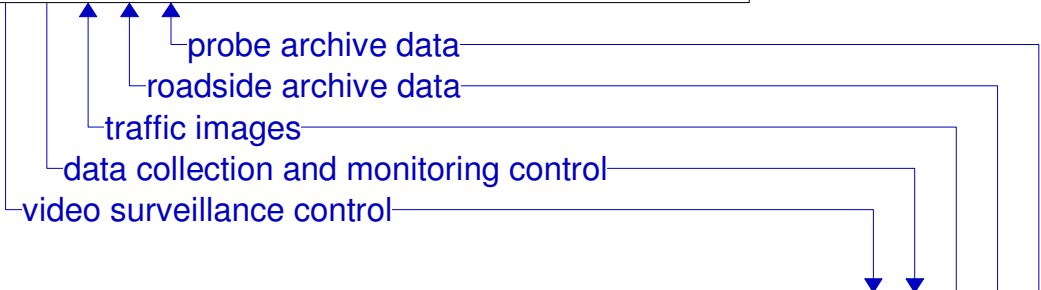 probe archive data
roadside archive data
traffic images
data collection and monitoring control
video surveillance control